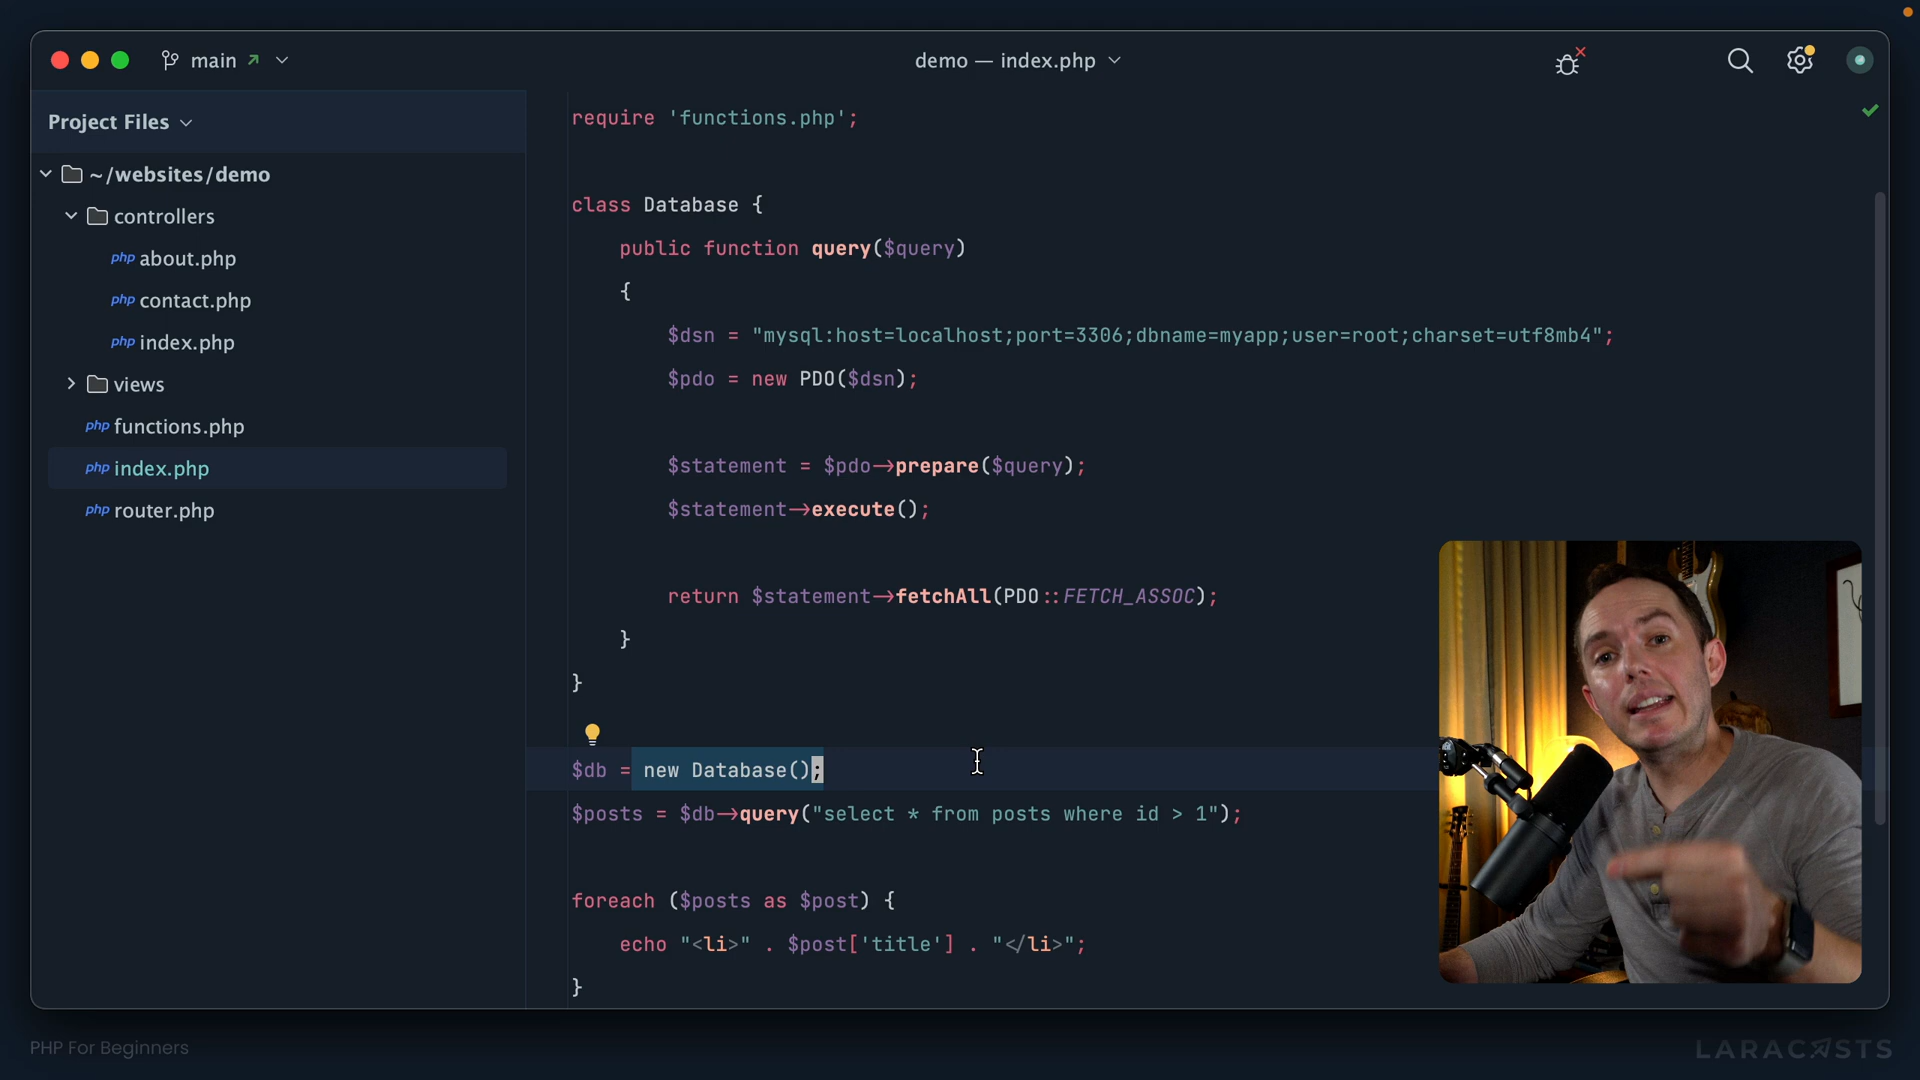 main
demo — index.php
Project Files
~/websites/demo
controllers
php about.php
php contact.php
php index.php
views
php functions.php
php index.php
php router.php
require 'functions.php';
class Database {
public function query($query)
{
$dsn = "mysql:host=localhost;port=3306;dbname=myapp;user=root;charset=utf8mb4";
$pdo = new PDO($dsn);
$statement = $pdo->prepare($query);
$statement->execute();
return $statement->fetchAll(PDO::FETCH_ASSOC);
}
}
$db = new Database();
$posts = $db->query("select * from posts where id > 1");
foreach ($posts as $post) {
echo "<li>" . $post['title'] . "</li>";
}
PHP For Beginners
LARACASTS